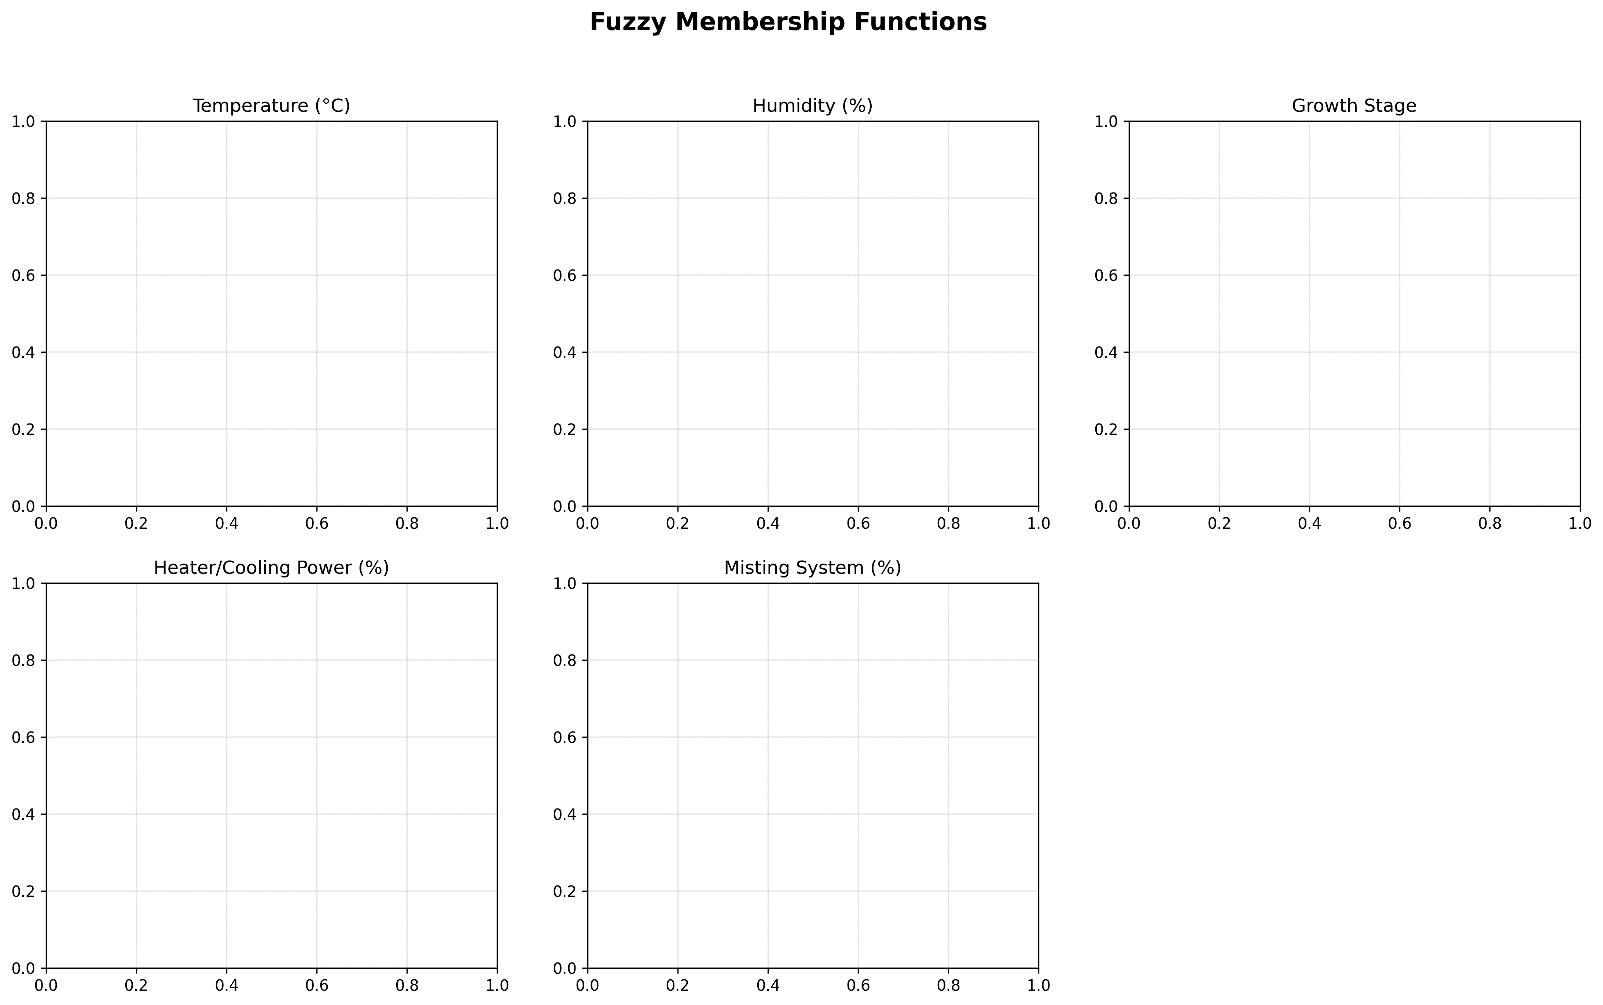 Fuzzy Membership Functions
Temperature (°C)
1.0
0.8
0.6
0.4
0.2
0.0
0.0 0.2 0.4 0.6 0.8 1.0
Humidity (%)
1.0
0.8
0.6
0.4
0.2
0.0
0.0 0.2 0.4 0.6 0.8 1.0
Growth Stage
1.0
0.8
0.6
0.4
0.2
0.0
0.0 0.2 0.4 0.6 0.8 1.0
Heater/Cooling Power (%)
1.0
0.8
0.6
0.4
0.2
0.0
0.0 0.2 0.4 0.6 0.8 1.0
Misting System (%)
1.0
0.8
0.6
0.4
0.2
0.0
0.0 0.2 0.4 0.6 0.8 1.0